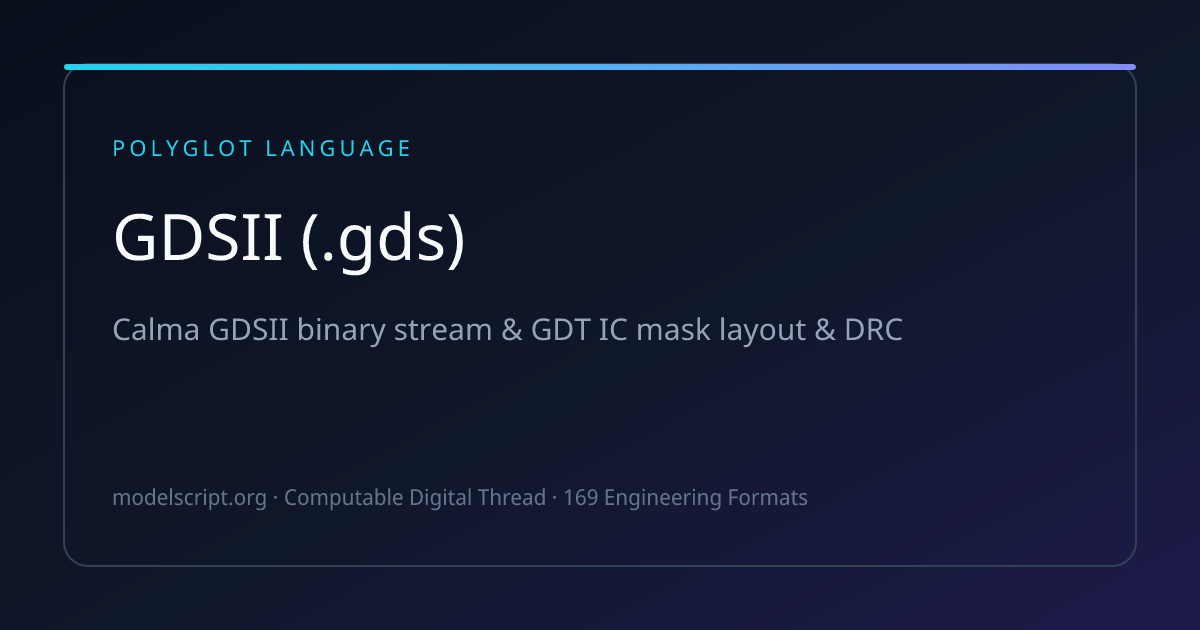 POLYGLOT LANGUAGE
GDSII (.gds)
Calma GDSII binary stream & GDT IC mask layout & DRC
modelscript.org · Computable Digital Thread · 169 Engineering Formats